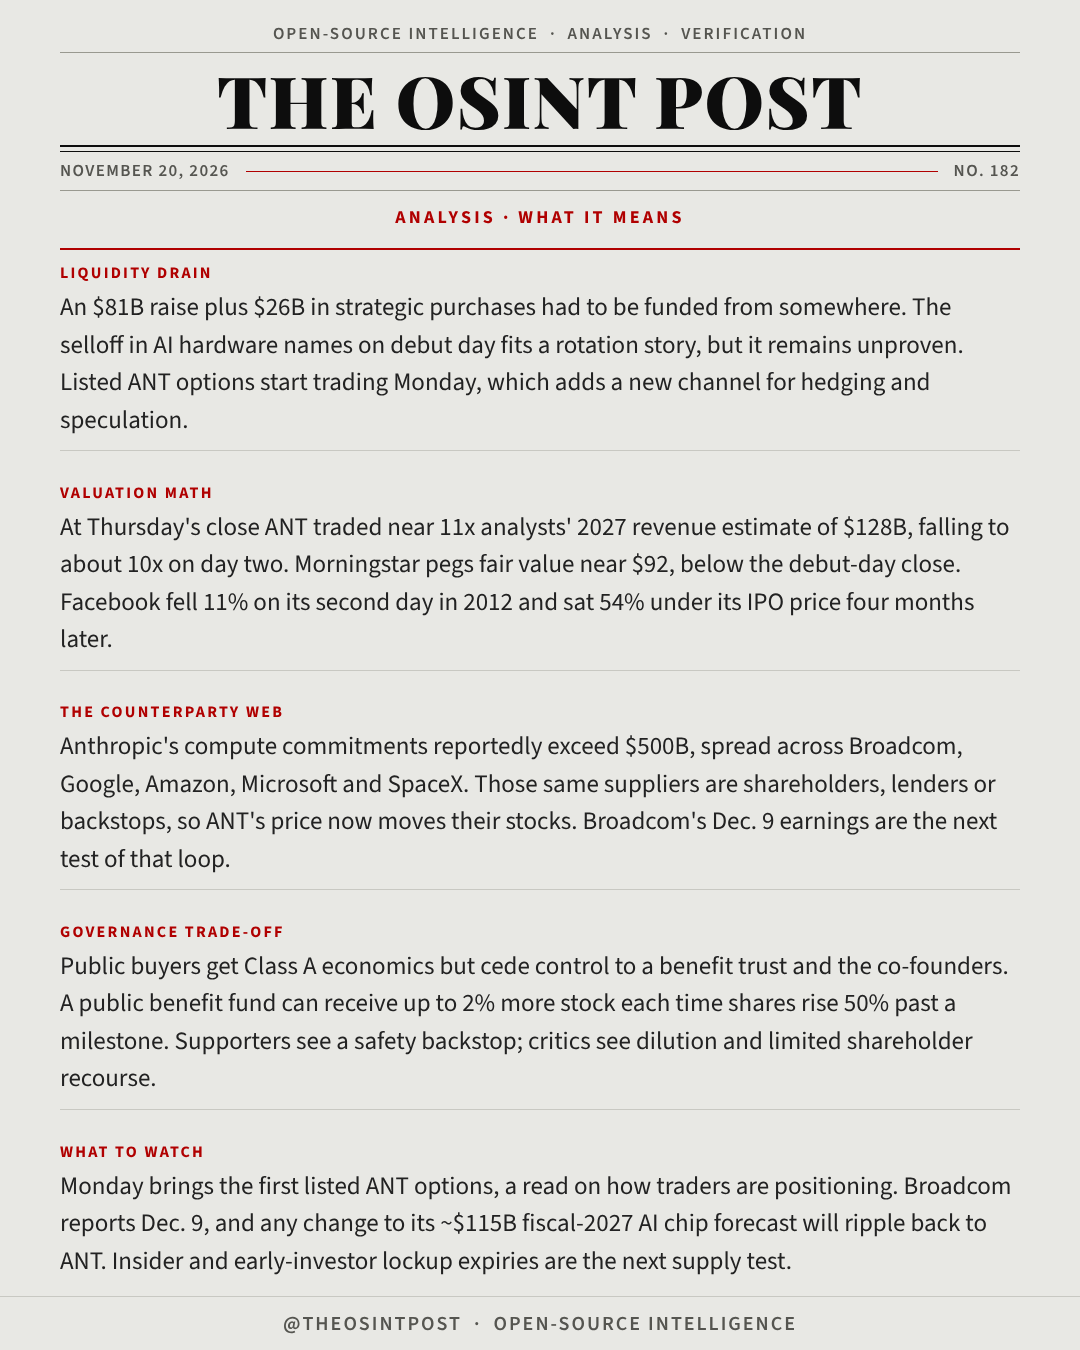 OPEN-SOURCE INTELLIGENCE · ANALYSIS · VERIFICATION
THE OSINT POST
NOVEMBER 20, 2026
NO. 182
ANALYSIS · WHAT IT MEANS
LIQUIDITY DRAIN
An $81B raise plus $26B in strategic purchases had to be funded from somewhere. The
selloff in AI hardware names on debut day fits a rotation story, but it remains unproven.
Listed ANT options start trading Monday, which adds a new channel for hedging and
speculation.
VALUATION MATH
At Thursday's close ANT traded near 11x analysts' 2027 revenue estimate of $128B, falling to
about 10x on day two. Morningstar pegs fair value near $92, below the debut-day close.
Facebook fell 11% on its second day in 2012 and sat 54% under its IPO price four months
later.
THE COUNTERPARTY WEB
Anthropic's compute commitments reportedly exceed $500B, spread across Broadcom,
Google, Amazon, Microsoft and SpaceX. Those same suppliers are shareholders, lenders or
backstops, so ANT's price now moves their stocks. Broadcom's Dec. 9 earnings are the next
test of that loop.
GOVERNANCE TRADE-OFF
Public buyers get Class A economics but cede control to a benefit trust and the co-founders.
A public benefit fund can receive up to 2% more stock each time shares rise 50% past a
milestone. Supporters see a safety backstop; critics see dilution and limited shareholder
recourse.
WHAT TO WATCH
Monday brings the first listed ANT options, a read on how traders are positioning. Broadcom
reports Dec. 9, and any change to its ~$115B fiscal-2027 AI chip forecast will ripple back to
ANT. Insider and early-investor lockup expiries are the next supply test.
@THEOSINTPOST · OPEN-SOURCE INTELLIGENCE